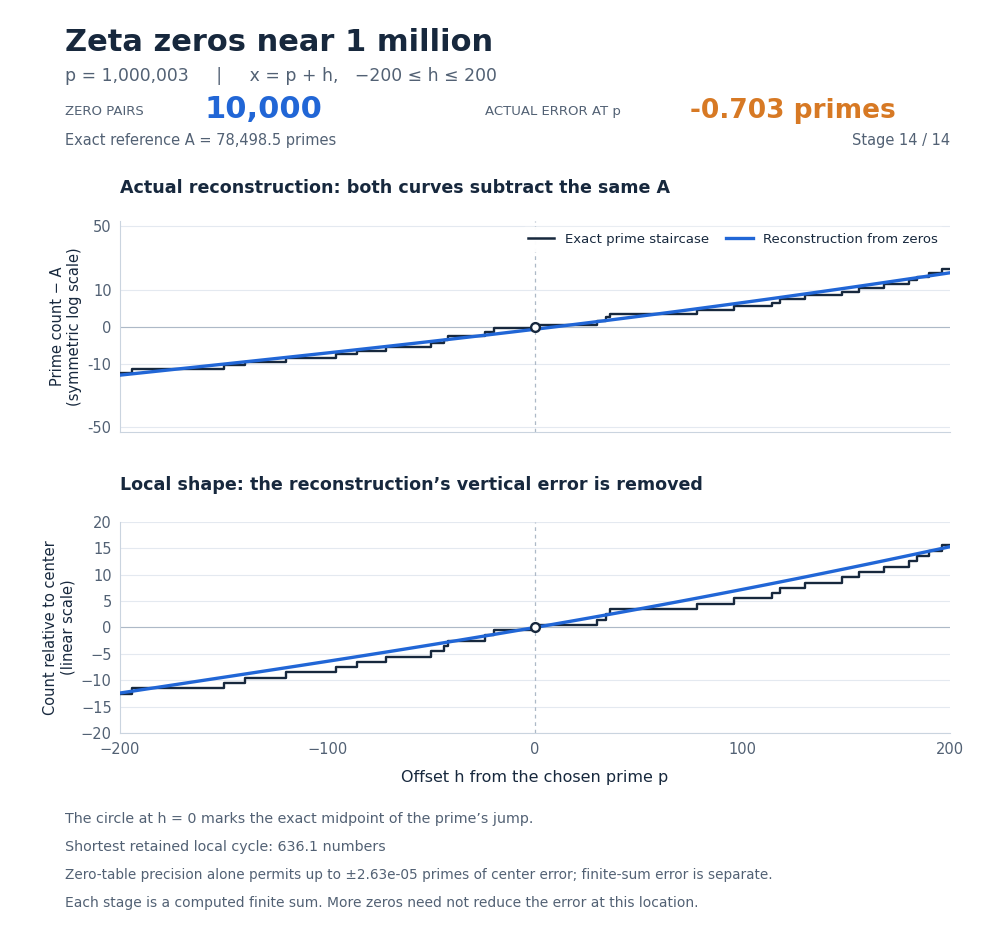 Zeta zeros near 1 million
p = 1,000,003 | x = p + h, −200 ≤ h ≤ 200
ZERO PAIRS 10,000 ACTUAL ERROR AT p -0.703 primes
Exact reference A = 78,498.5 primes Stage 14 / 14
Actual reconstruction: both curves subtract the same A
Exact prime staircase Reconstruction from zeros
Prime count − A
(symmetric log scale)
50
10
0
-10
-50
Local shape: the reconstruction’s vertical error is removed
Count relative to center
(linear scale)
20
15
10
5
0
−5
−10
−15
−20
−200 −100 0 100 200
Offset h from the chosen prime p
The circle at h = 0 marks the exact midpoint of the prime’s jump.
Shortest retained local cycle: 636.1 numbers
Zero-table precision alone permits up to ±2.63e-05 primes of center error; finite-sum error is separate.
Each stage is a computed finite sum. More zeros need not reduce the error at this location.